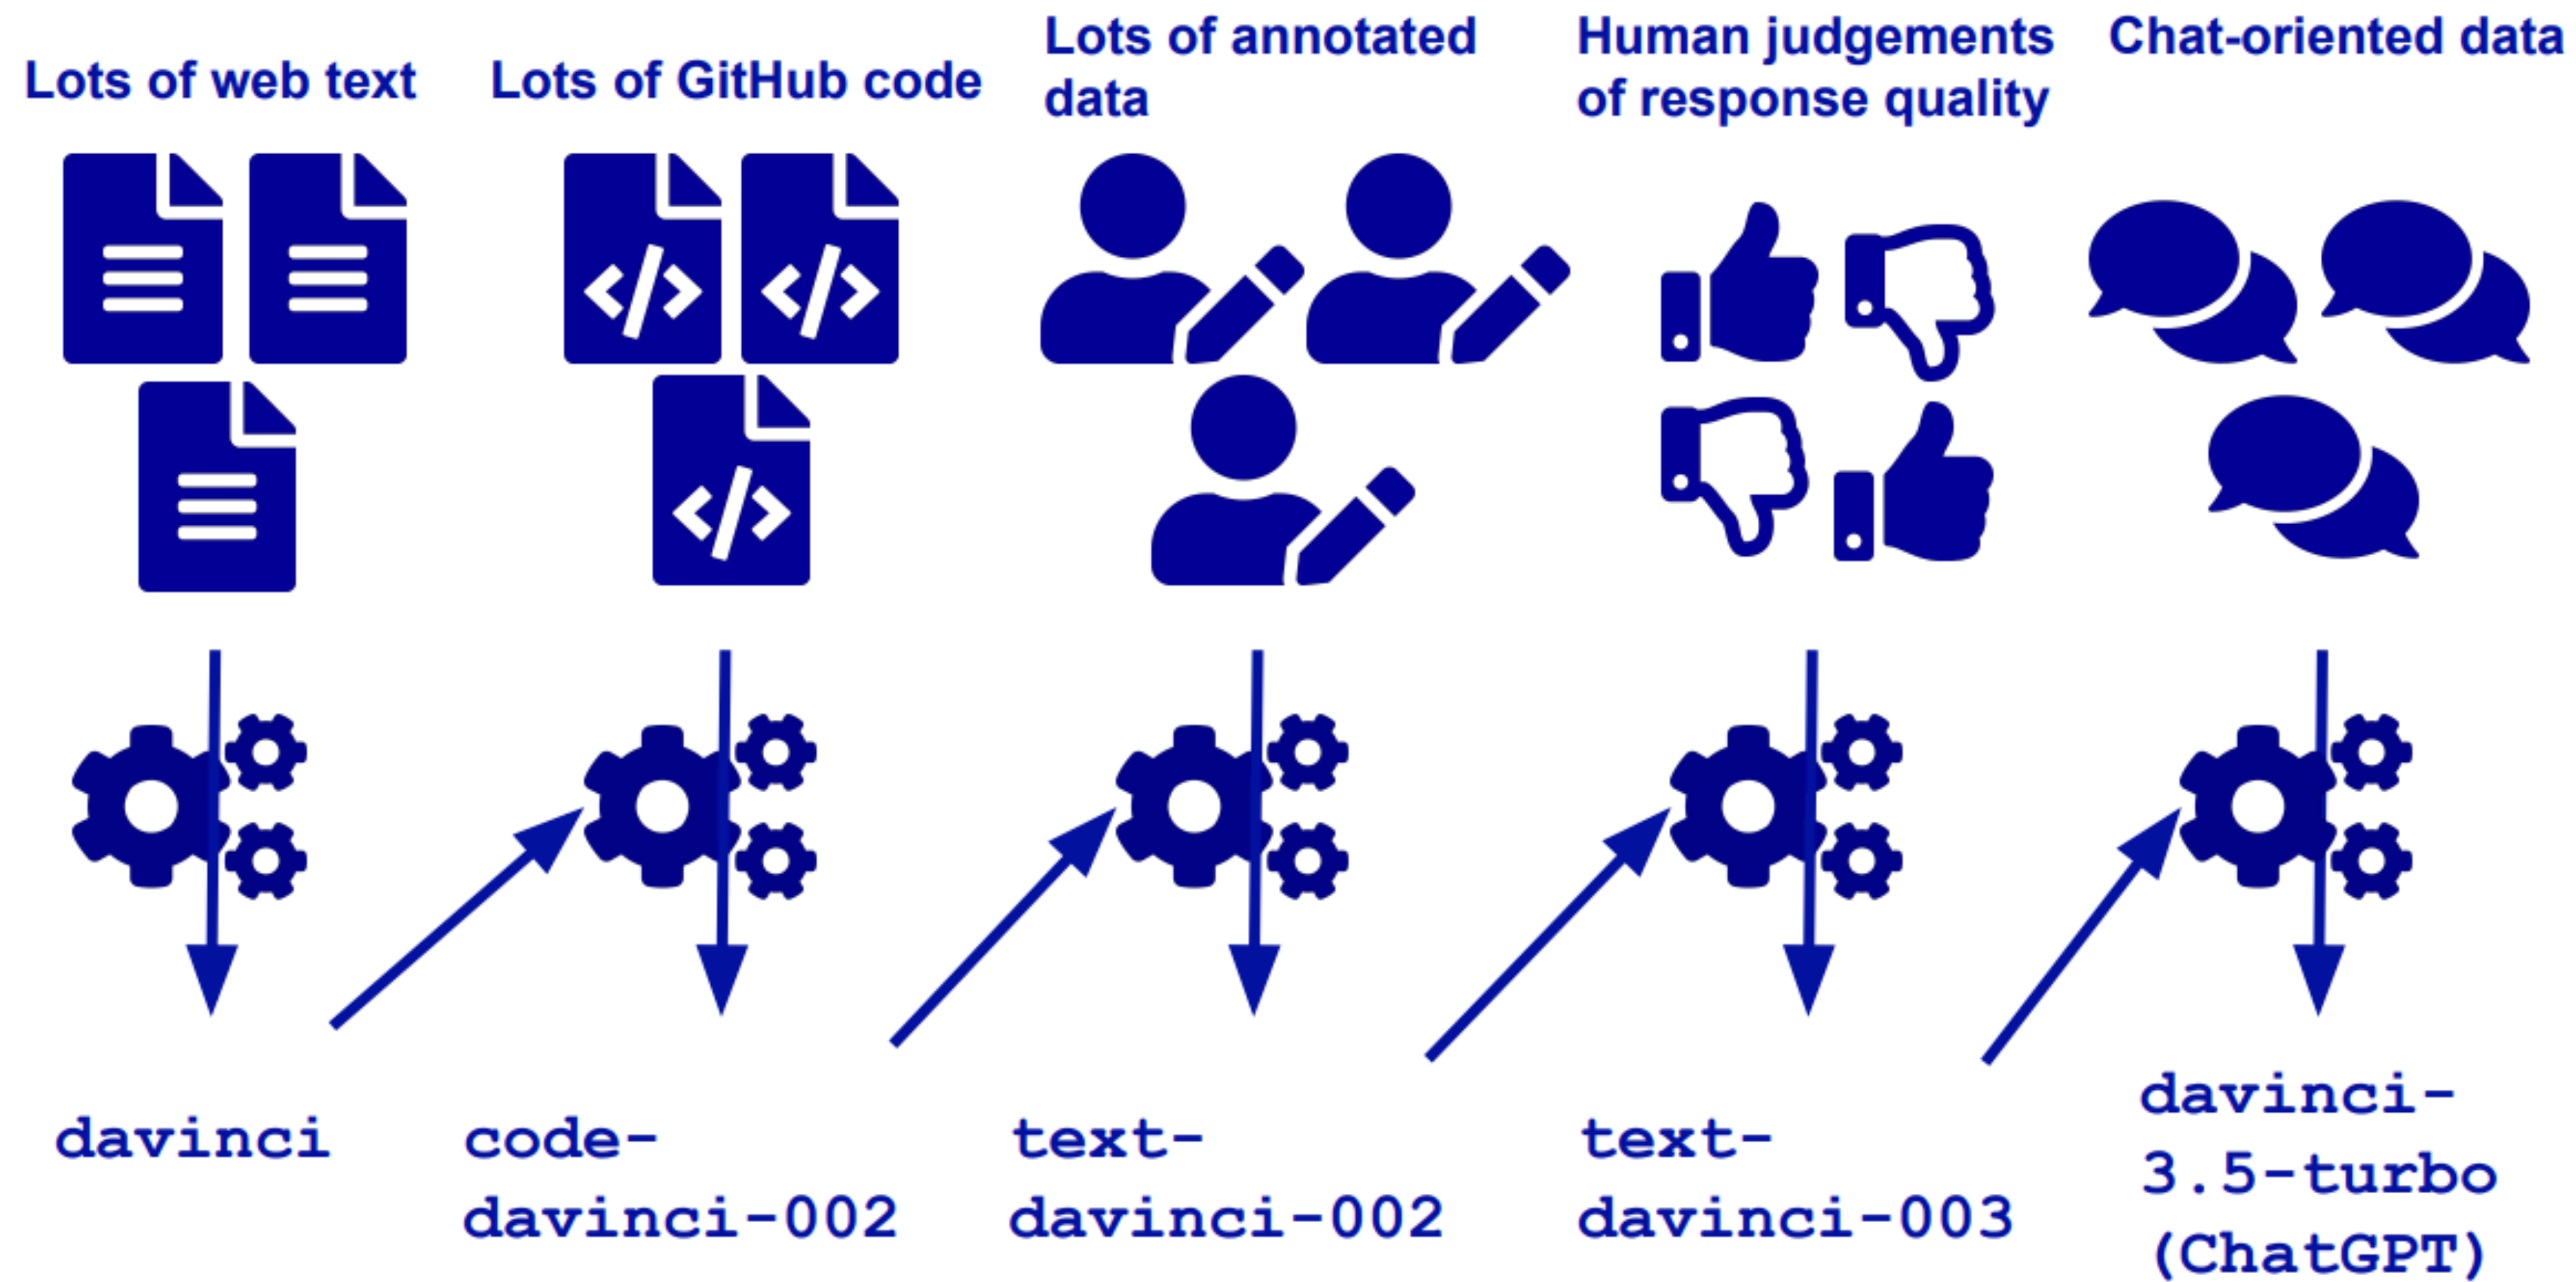 Lots of web text
Lots of GitHub code
Lots of annotated
data
Human judgements
of response quality
Chat-oriented data
</>
</>
</>
davinci
code-
davinci-002
text-
davinci-002
text-
davinci-003
davinci-
3.5-turbo
(ChatGPT)